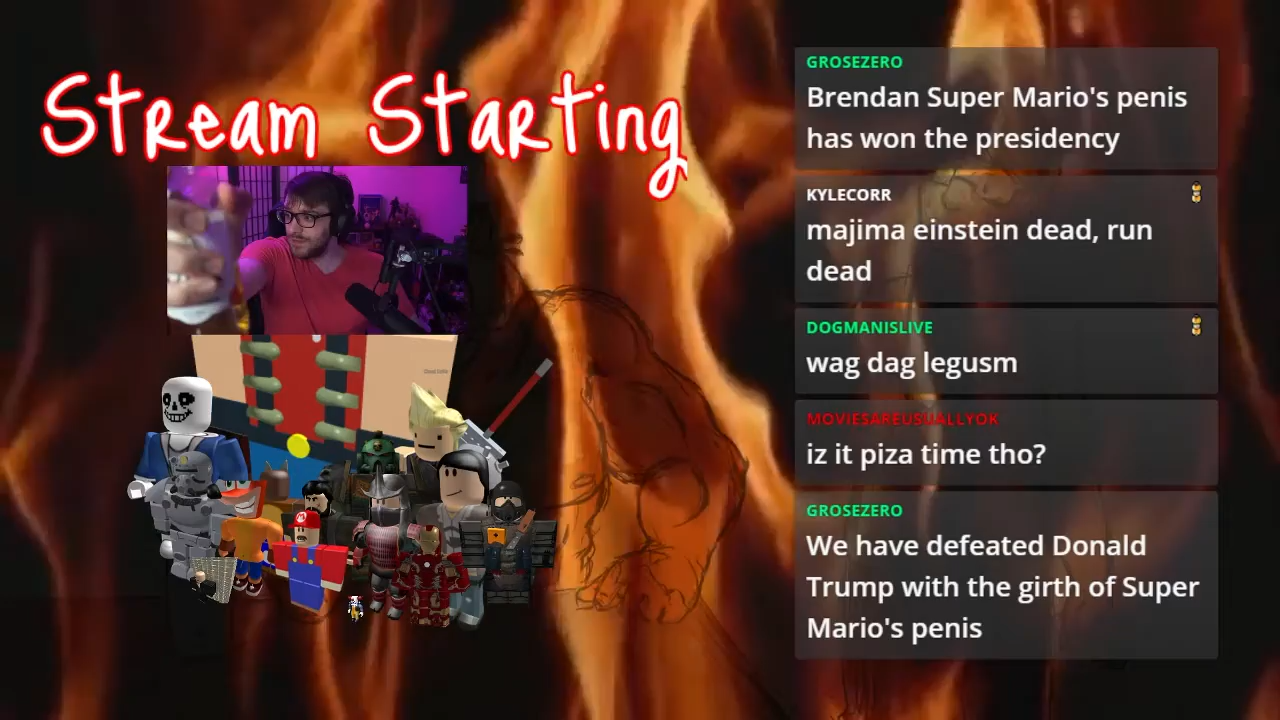 Stream Starting
GROSEZERO
Brendan Super Mario's penis
has won the presidency
KYLECORR
majima einstein dead, run
dead
DOGMANISLIVE
wag dag legusm
MOVIESAREUSUALLYOK
iz it piza time tho?
GROSEZERO
We have defeated Donald
Trump with the girth of Super
Mario's penis